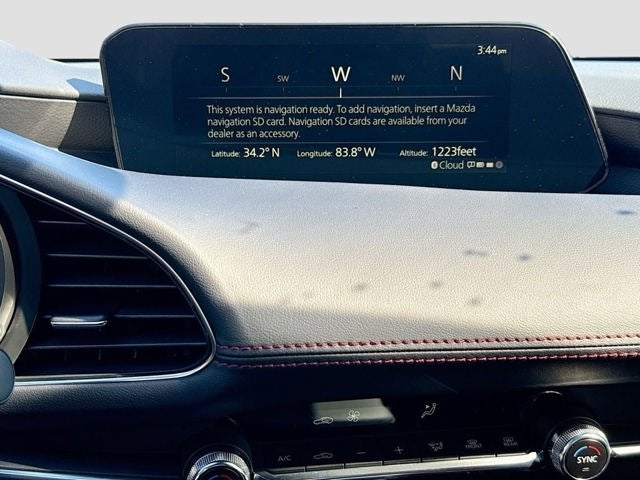 3:44pm
S SW W NW N
This system is navigation ready. To add navigation, insert a Mazda
navigation SD card. Navigation SD cards are available from your
dealer as an accessory.
Latitude: 34.2° N Longitude: 83.8° W Altitude: 1223feet
Cloud
A/C − + FRONT REAR
SYNC